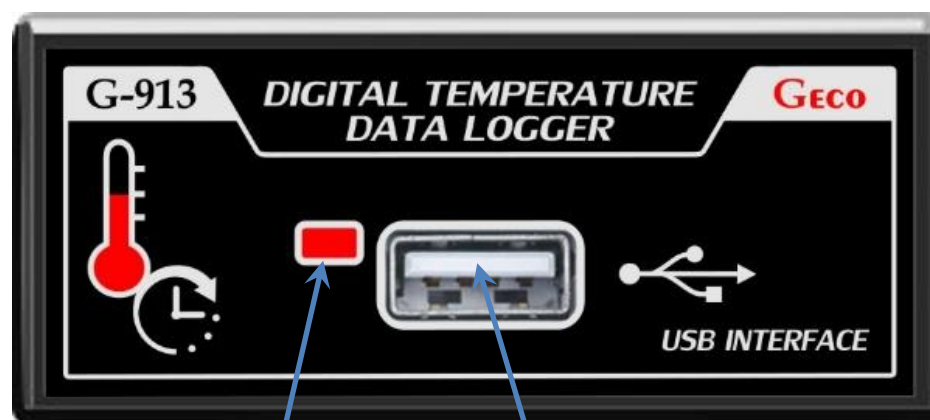 G-913
DIGITAL TEMPERATURE
DATA LOGGER
GECO
USB INTERFACE